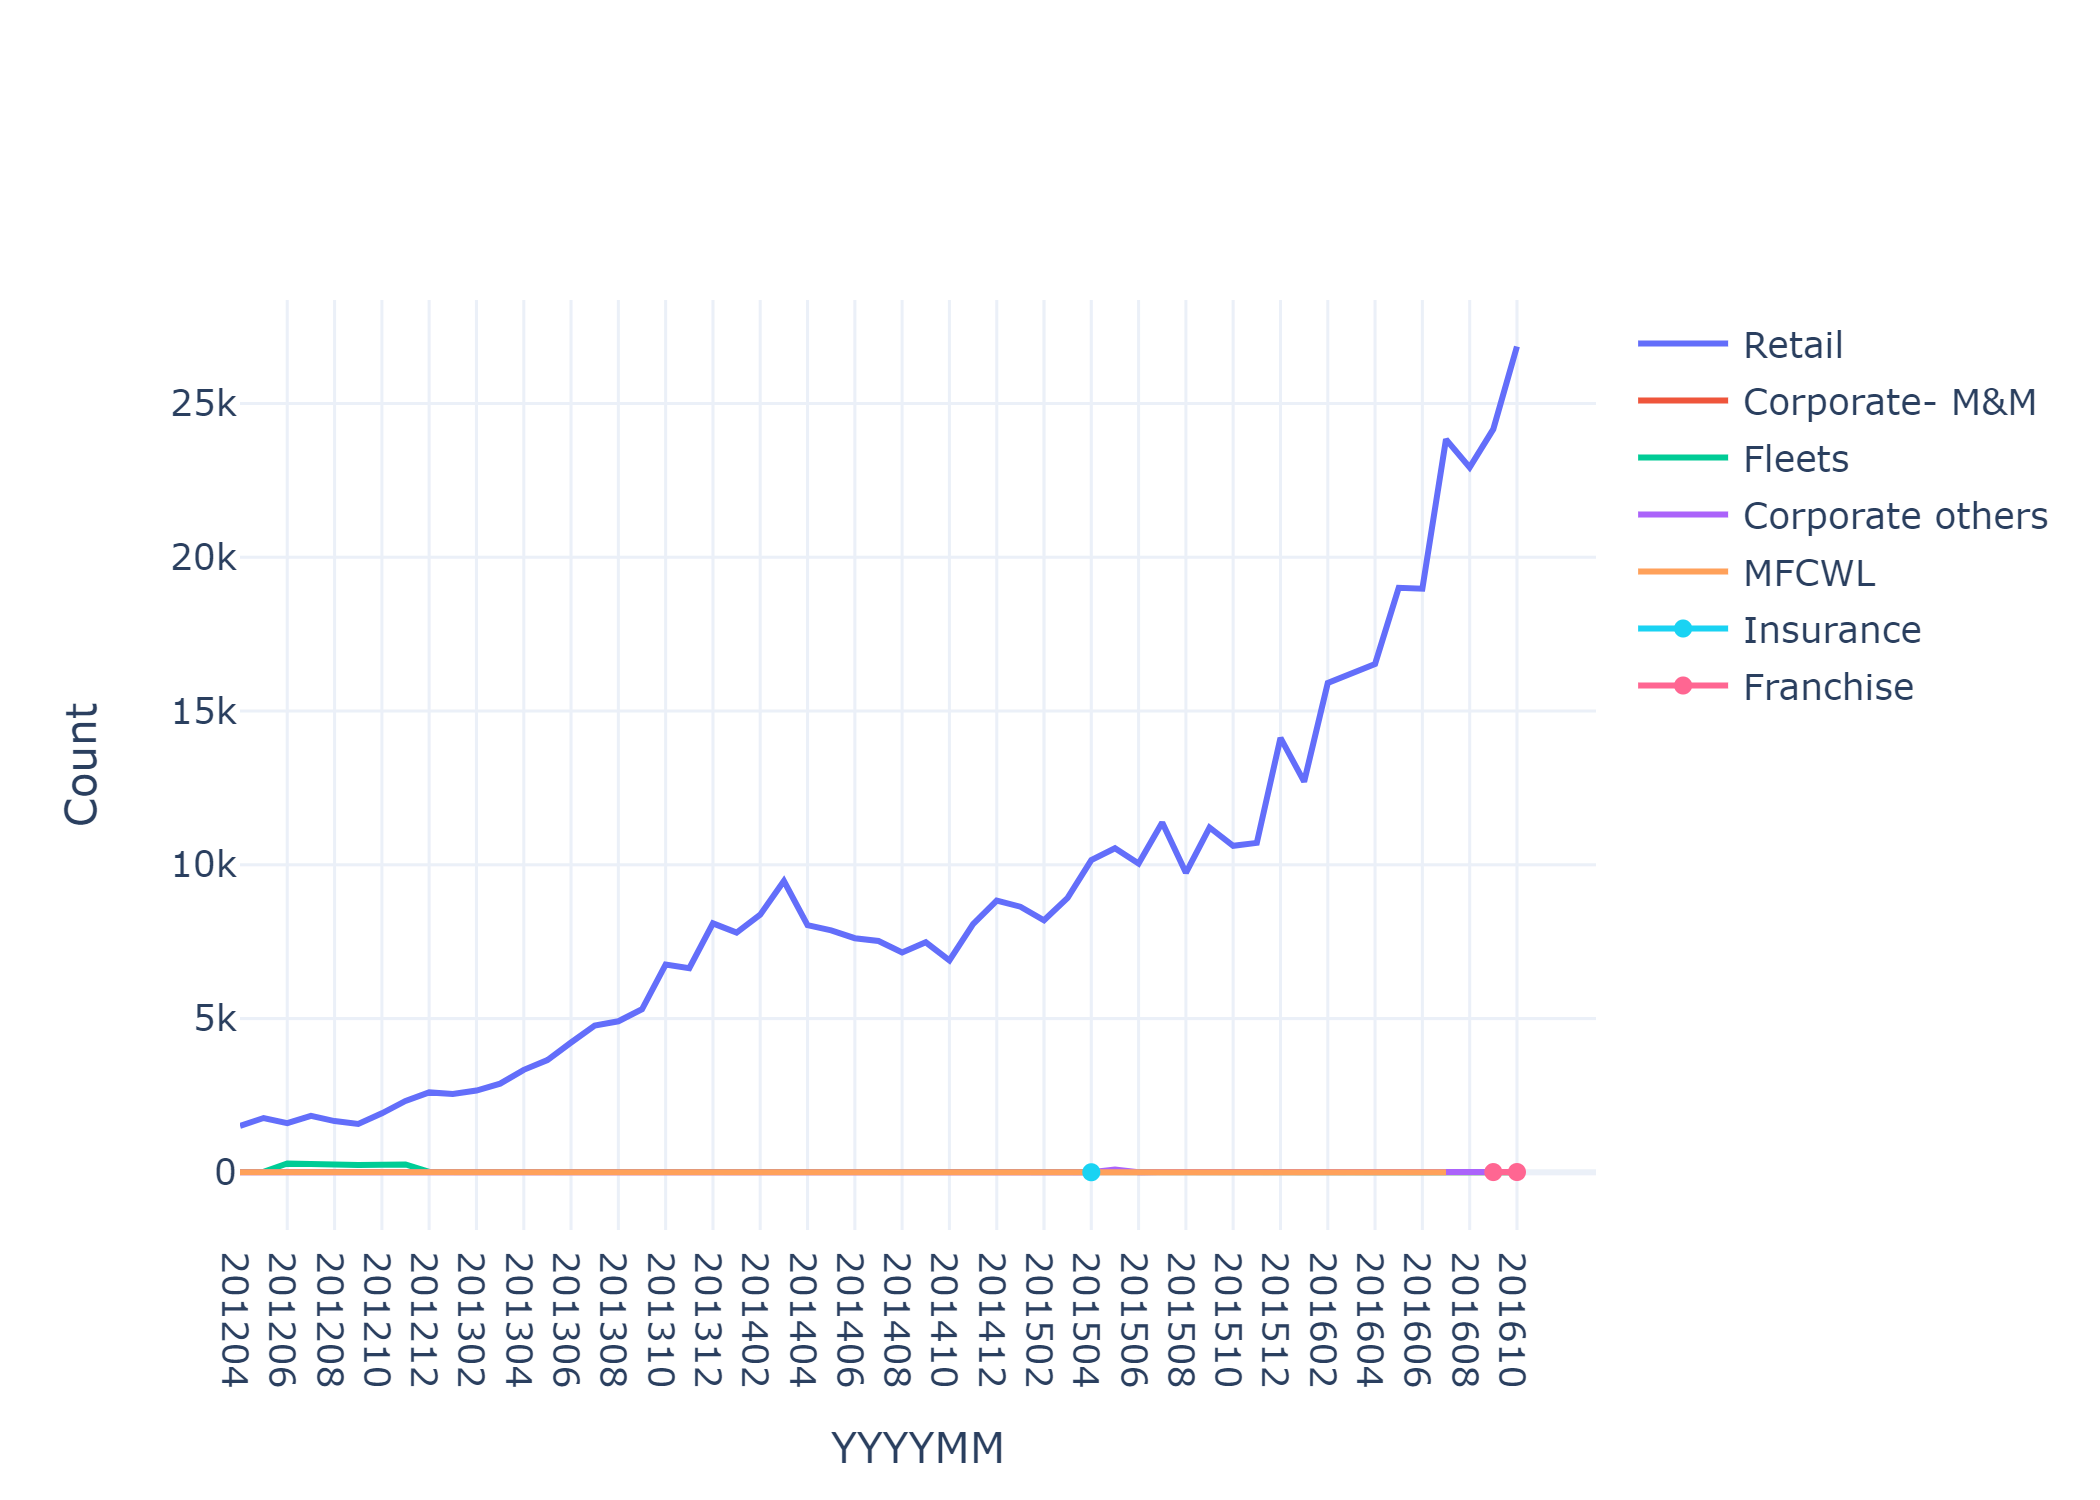 Retail
Corporate- M&M
Fleets
Corporate others
MFCWL
Insurance
Franchise
25k
20k
15k
10k
5k
0
Count
201204
201206
201208
201210
201212
201302
201304
201306
201308
201310
201312
201402
201404
201406
201408
201410
201412
201502
201504
201506
201508
201510
201512
201602
201604
201606
201608
201610
YYYYMM